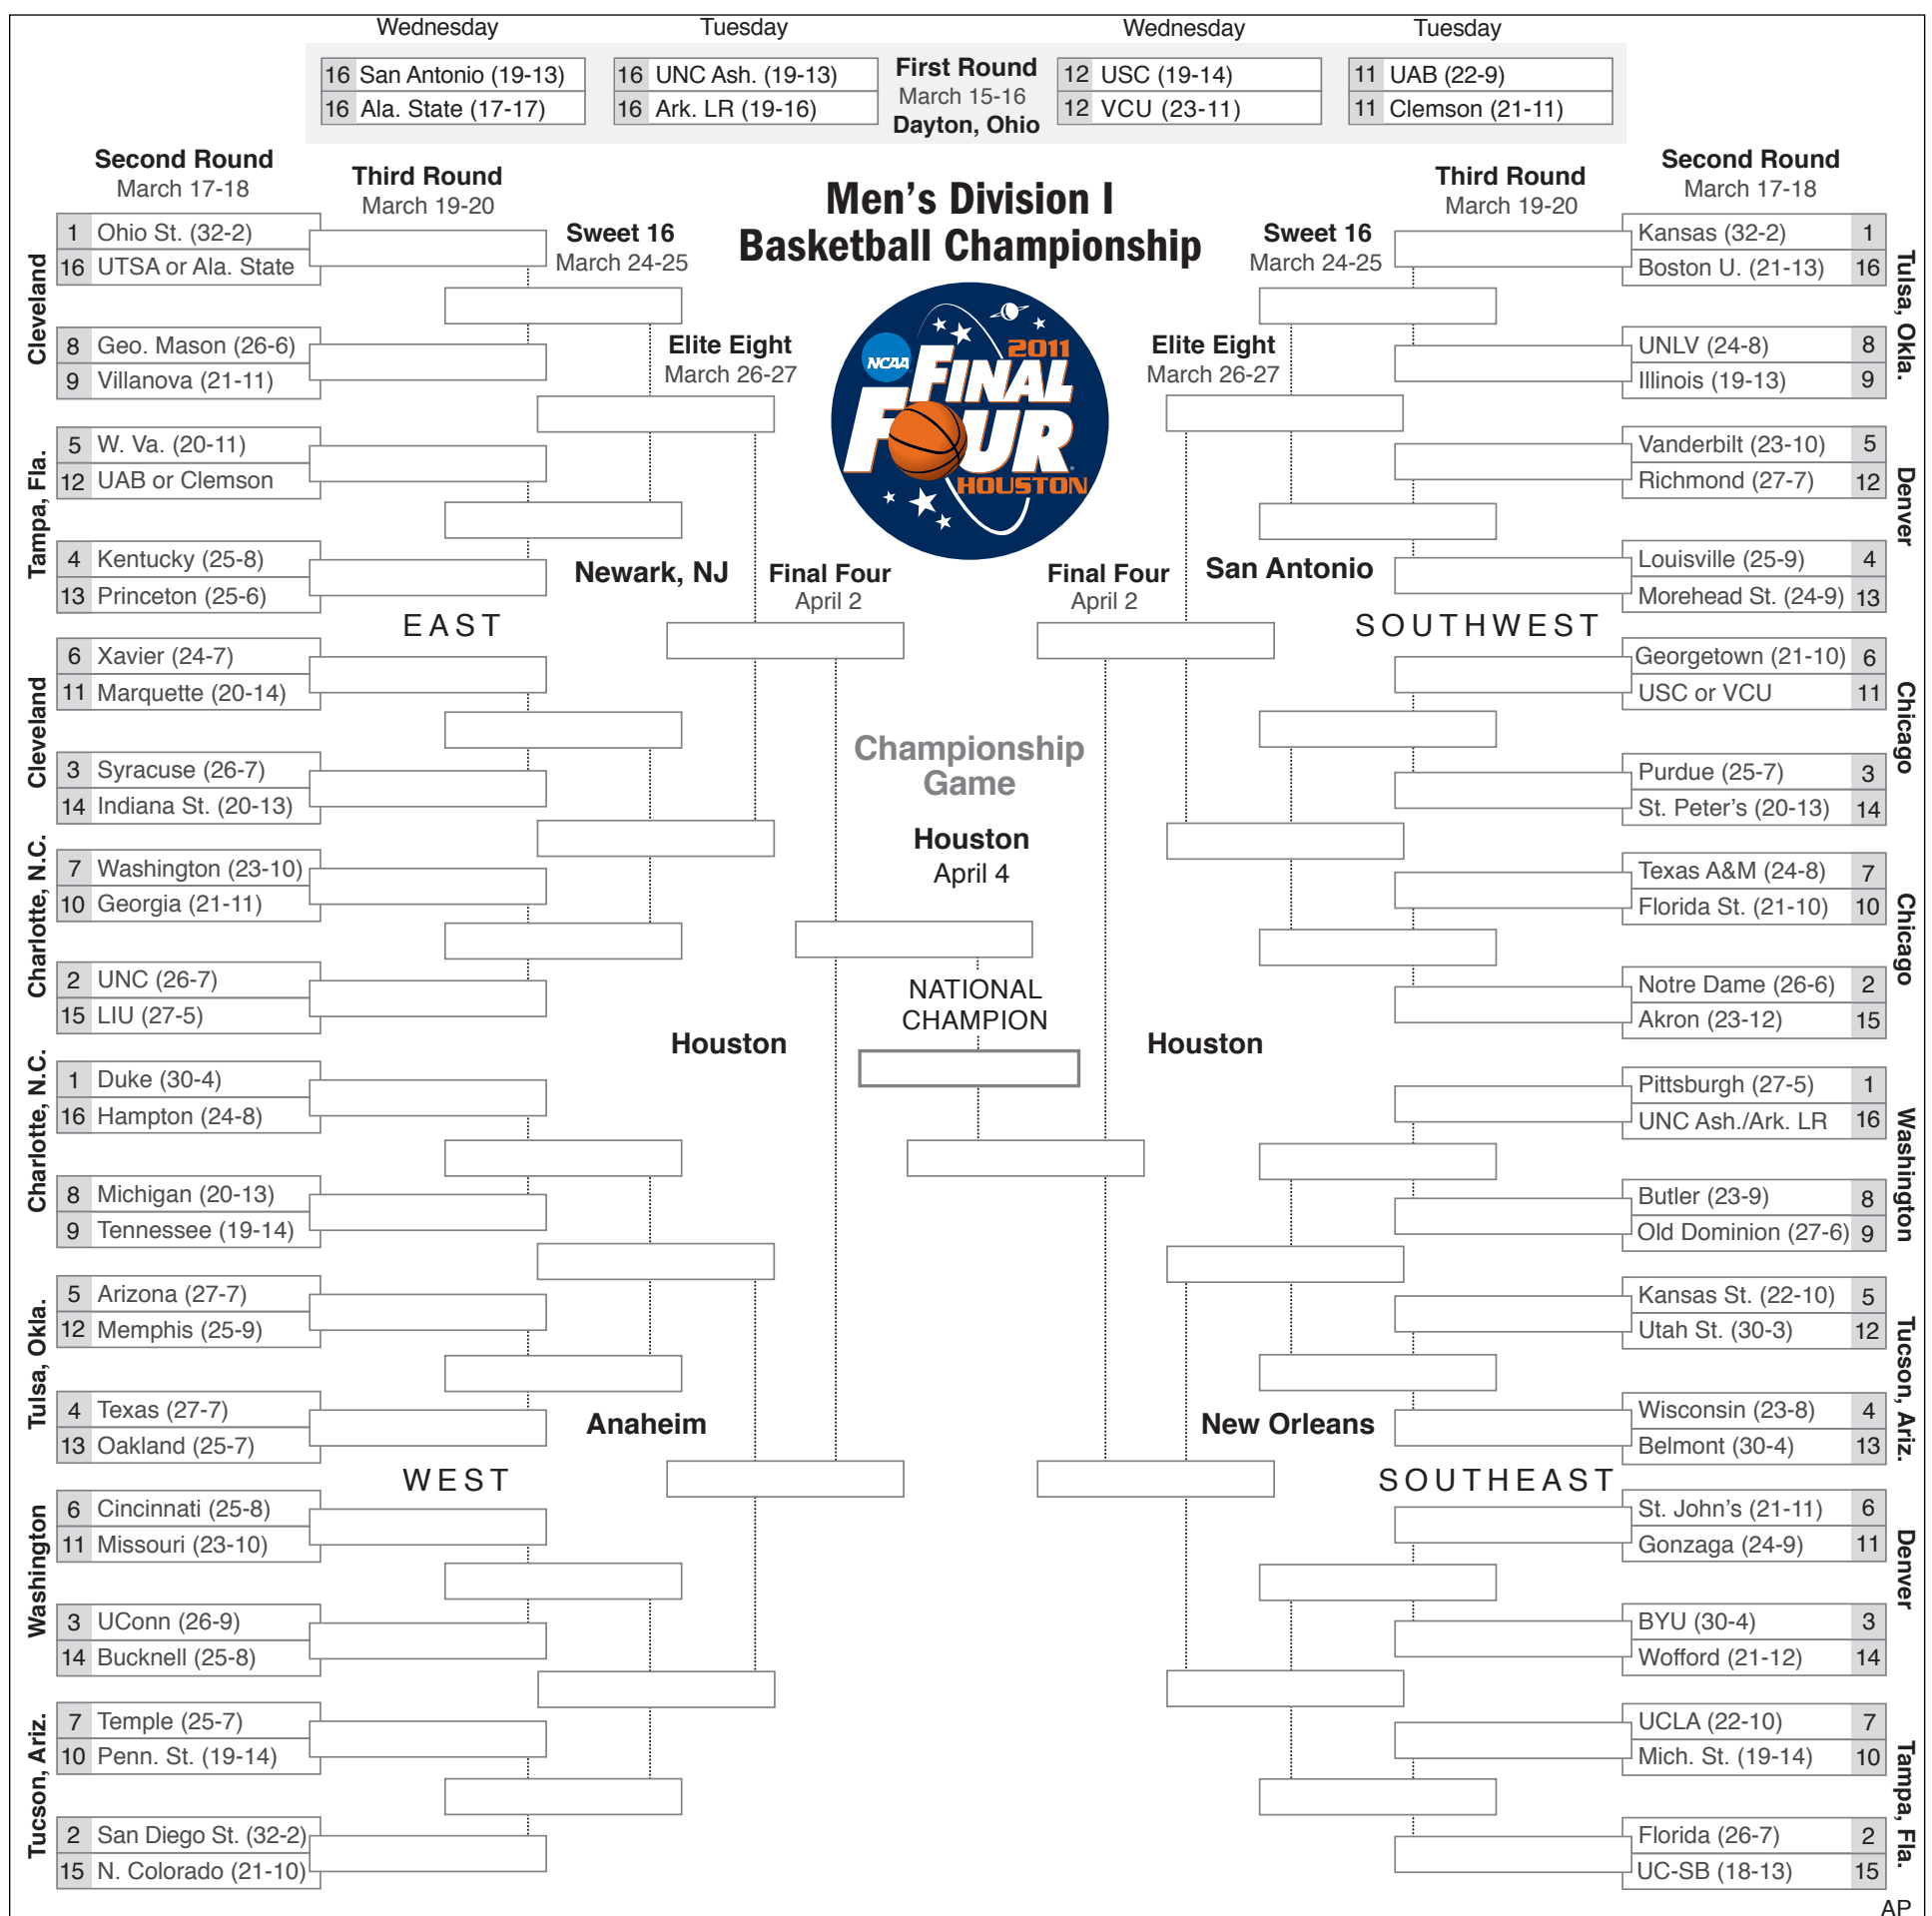 Wednesday
Tuesday
Wednesday
Tuesday
16 San Antonio (19-13)
16 Ala. State (17-17)
16 UNC Ash. (19-13)
16 Ark. LR (19-16)
First Round
March 15-16
Dayton, Ohio
12 USC (19-14)
12 VCU (23-11)
11 UAB (22-9)
11 Clemson (21-11)
Second Round
March 17-18
Third Round
March 19-20
Sweet 16
March 24-25
Elite Eight
March 26-27
Men's Division I
Basketball Championship
NCAA
2011
FINAL
FOUR
HOUSTON
Cleveland
1 Ohio St. (32-2)
16 UTSA or Ala. State
8 Geo. Mason (26-6)
9 Villanova (21-11)
Tampa, Fla.
5 W. Va. (20-11)
12 UAB or Clemson
4 Kentucky (25-8)
13 Princeton (25-6)
Newark, NJ
Final Four
April 2
EAST
Cleveland
6 Xavier (24-7)
11 Marquette (20-14)
3 Syracuse (26-7)
14 Indiana St. (20-13)
Charlotte, N.C.
7 Washington (23-10)
10 Georgia (21-11)
2 UNC (26-7)
15 LIU (27-5)
Houston
Charlotte, N.C.
1 Duke (30-4)
16 Hampton (24-8)
8 Michigan (20-13)
9 Tennessee (19-14)
Tulsa, Okla.
5 Arizona (27-7)
12 Memphis (25-9)
4 Texas (27-7)
13 Oakland (25-7)
Anaheim
WEST
Washington
6 Cincinnati (25-8)
11 Missouri (23-10)
3 UConn (26-9)
14 Bucknell (25-8)
Tucson, Ariz.
7 Temple (25-7)
10 Penn. St. (19-14)
2 San Diego St. (32-2)
15 N. Colorado (21-10)
Championship
Game
Houston
April 4
NATIONAL
CHAMPION
Second Round
March 17-18
Third Round
March 19-20
Sweet 16
March 24-25
Elite Eight
March 26-27
Kansas (32-2) 1
Boston U. (21-13) 16
UNLV (24-8) 8
Illinois (19-13) 9
Tulsa, Okla.
Vanderbilt (23-10) 5
Richmond (27-7) 12
Louisville (25-9) 4
Morehead St. (24-9) 13
Denver
Final Four
April 2
San Antonio
SOUTHWEST
Georgetown (21-10) 6
USC or VCU 11
Purdue (25-7) 3
St. Peter's (20-13) 14
Chicago
Texas A&M (24-8) 7
Florida St. (21-10) 10
Notre Dame (26-6) 2
Akron (23-12) 15
Chicago
Houston
Pittsburgh (27-5) 1
UNC Ash./Ark. LR 16
Butler (23-9) 8
Old Dominion (27-6) 9
Washington
Kansas St. (22-10) 5
Utah St. (30-3) 12
Wisconsin (23-8) 4
Belmont (30-4) 13
Tucson, Ariz.
New Orleans
SOUTHEAST
St. John's (21-11) 6
Gonzaga (24-9) 11
BYU (30-4) 3
Wofford (21-12) 14
Denver
UCLA (22-10) 7
Mich. St. (19-14) 10
Florida (26-7) 2
UC-SB (18-13) 15
Tampa, Fla.
AP